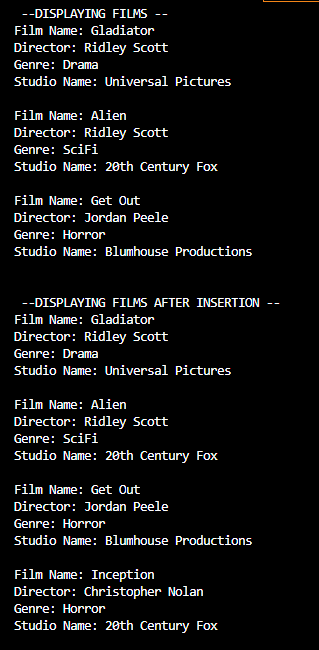 --DISPLAYING FILMS --
Film Name: Gladiator
Director: Ridley Scott
Genre: Drama
Studio Name: Universal Pictures
Film Name: Alien
Director: Ridley Scott
Genre: SciFi
Studio Name: 20th Century Fox
Film Name: Get Out
Director: Jordan Peele
Genre: Horror
Studio Name: Blumhouse Productions
--DISPLAYING FILMS AFTER INSERTION --
Film Name: Gladiator
Director: Ridley Scott
Genre: Drama
Studio Name: Universal Pictures
Film Name: Alien
Director: Ridley Scott
Genre: SciFi
Studio Name: 20th Century Fox
Film Name: Get Out
Director: Jordan Peele
Genre: Horror
Studio Name: Blumhouse Productions
Film Name: Inception
Director: Christopher Nolan
Genre: Horror
Studio Name: 20th Century Fox